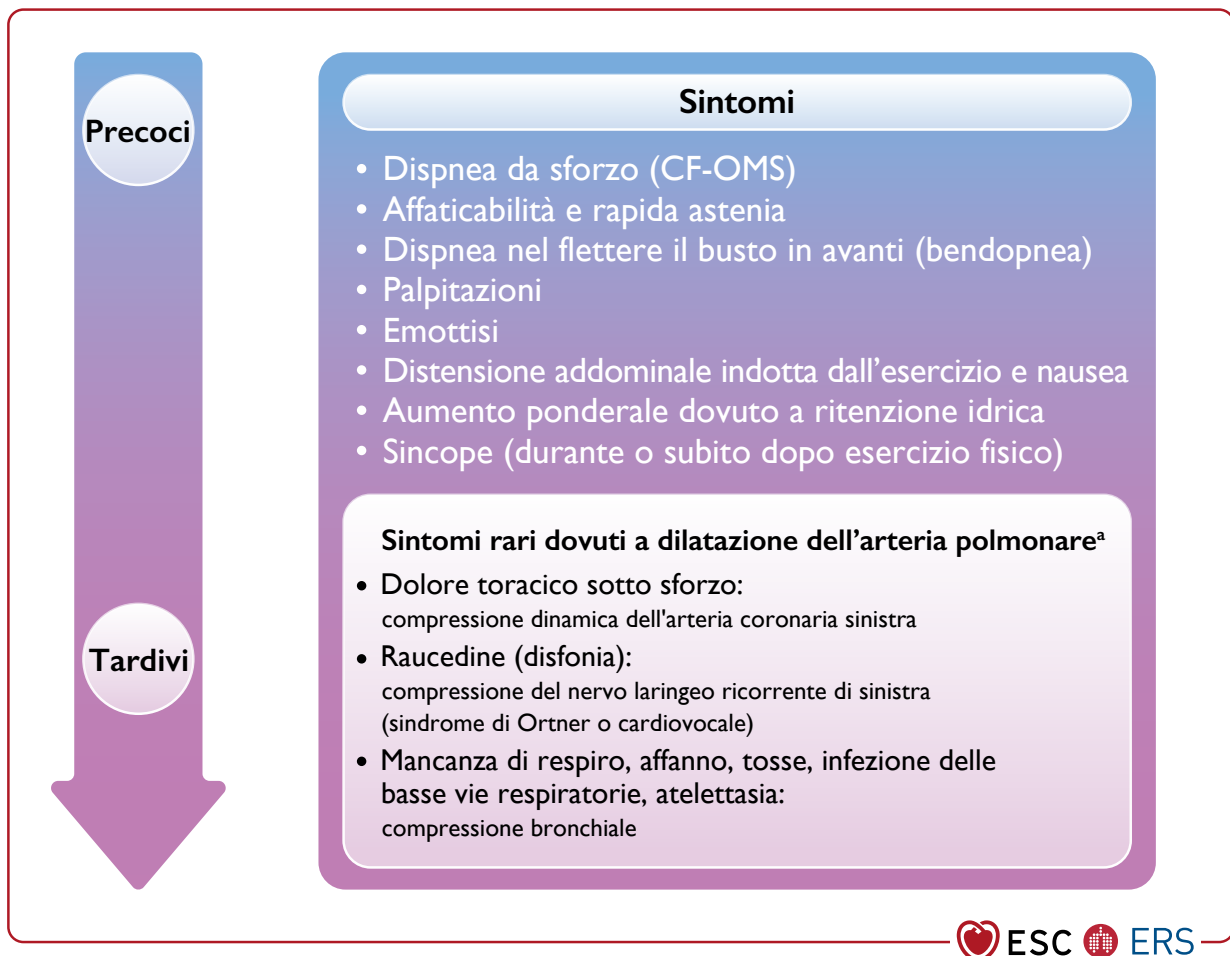 Precoci
Sintomi
• Dispnea da sforzo (CF-OMS)
• Affaticabilità e rapida astenia
• Dispnea nel flettere il busto in avanti (bendopnea)
• Palpitazioni
• Emottisi
• Distensione addominale indotta dall'esercizio e nausea
• Aumento ponderale dovuto a ritenzione idrica
• Sincope (durante o subito dopo esercizio fisico)
Sintomi rari dovuti a dilatazione dell'arteria polmonareᵃ
• Dolore toracico sotto sforzo:
compressione dinamica dell'arteria coronaria sinistra
Tardivi
• Raucedine (disfonia):
compressione del nervo laringeo ricorrente di sinistra
(sindrome di Ortner o cardiovocale)
• Mancanza di respiro, affanno, tosse, infezione delle
basse vie respiratorie, atelettasia:
compressione bronchiale
ESC ERS